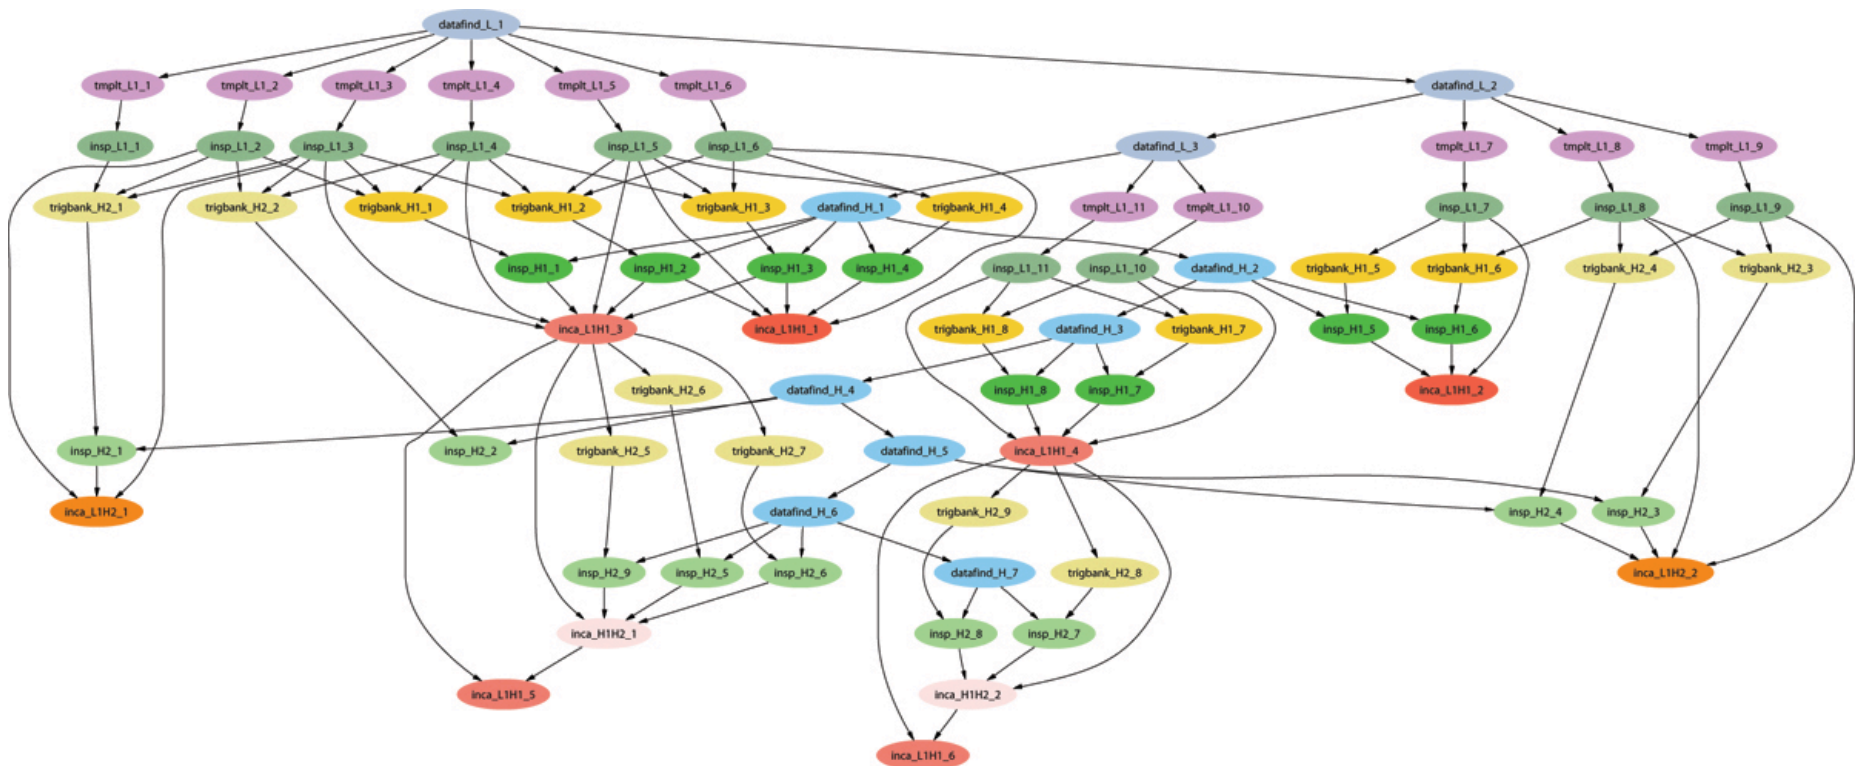 datafind_L_1
tmplt_L1_1 tmplt_L1_2 tmplt_L1_3 tmplt_L1_4 tmplt_L1_5 tmplt_L1_6 datafind_L_2
insp_L1_1 insp_L1_2 insp_L1_3 insp_L1_4 insp_L1_5 insp_L1_6 datafind_L_3 tmplt_L1_7 tmplt_L1_8 tmplt_L1_9
trigbank_H2_1 trigbank_H2_2 trigbank_H1_1 trigbank_H1_2 trigbank_H1_3 datafind_H_1 trigbank_H1_4 tmplt_L1_11 tmplt_L1_10 insp_L1_7 insp_L1_8 insp_L1_9
insp_H1_1 insp_H1_2 insp_H1_3 insp_H1_4 insp_L1_11 insp_L1_10 datafind_H_2 trigbank_H1_5 trigbank_H1_6 trigbank_H2_4 trigbank_H2_3
inca_L1H1_3 inca_L1H1_1 trigbank_H1_8 datafind_H_3 trigbank_H1_7 insp_H1_5 insp_H1_6
trigbank_H2_6 datafind_H_4 insp_H1_8 insp_H1_7 inca_L1H1_2
insp_H2_1 insp_H2_2 trigbank_H2_5 trigbank_H2_7 datafind_H_5 inca_L1H1_4
inca_L1H2_1 datafind_H_6 trigbank_H2_9 insp_H2_4 insp_H2_3
insp_H2_9 insp_H2_5 insp_H2_6 datafind_H_7 trigbank_H2_8 inca_L1H2_2
inca_H1H2_1 insp_H2_8 insp_H2_7
inca_L1H1_5 inca_H1H2_2
inca_L1H1_6